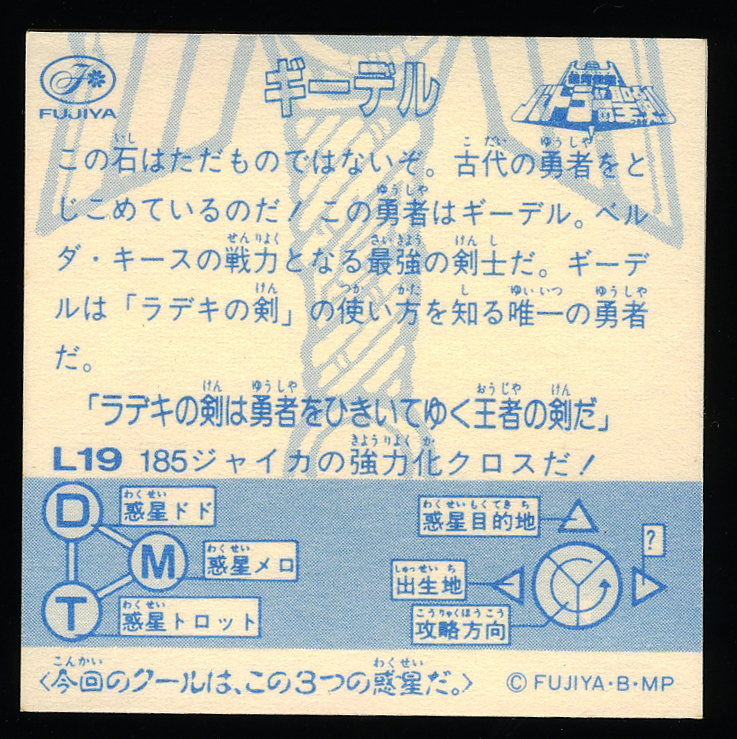 FUJIYA
ギーデル
の聖剣
この石はただものではないぞ。古代の勇者をと
じこめているのだ！この勇者はギーデル。ベル
ダ・キースの戦力となる最強の剣士だ。ギーデ
ルは「ラデキの剣」の使い方を知る唯一の勇者
だ。
「ラデキの剣は勇者をひきいてゆく王者の剣だ」
L19 185ジャイカの強力化クロスだ！
D 惑星ドド
M 惑星メロ
T 惑星トロット
惑星目的地
?
出生地
攻略方向
〈今回のクールは、この3つの惑星だ。〉
© FUJIYA・B・MP